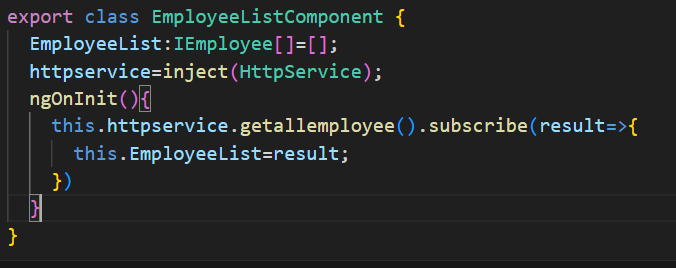 export class EmployeeListComponent {
EmployeeList:IEmployee[]=[];
httpservice=inject(HttpService);
ngOnInit(){
this.httpservice.getallemployee().subscribe(result=>{
this.EmployeeList=result;
})
}
}